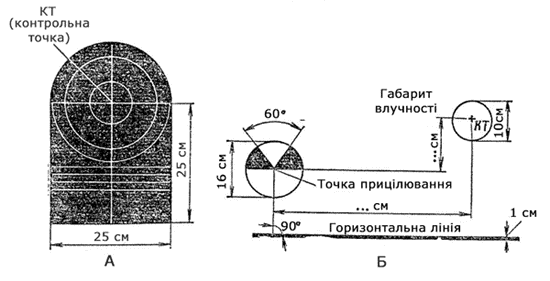 КТ
(контрольна
точка)
25 см
25 см
А
60°
16 см
Габарит
влучності
КТ
10см
...см
Точка прицілювання
... см
90°
Горизонтальна лінія
1 см
Б